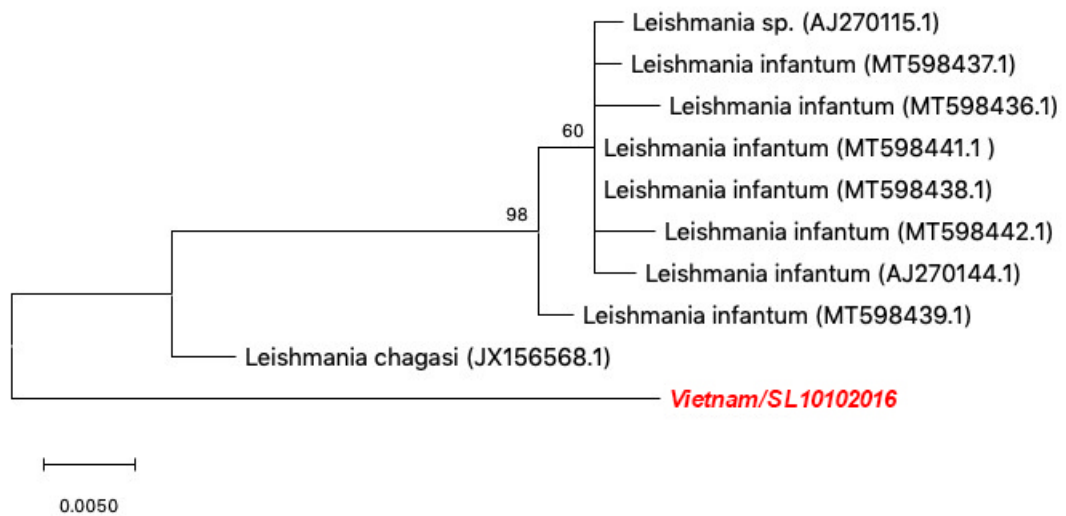 Leishmania sp. (AJ270115.1)
Leishmania infantum (MT598437.1)
Leishmania infantum (MT598436.1)
60
Leishmania infantum (MT598441.1 )
Leishmania infantum (MT598438.1)
98
Leishmania infantum (MT598442.1)
Leishmania infantum (AJ270144.1)
Leishmania infantum (MT598439.1)
Leishmania chagasi (JX156568.1)
Vietnam/SL10102016
0.0050